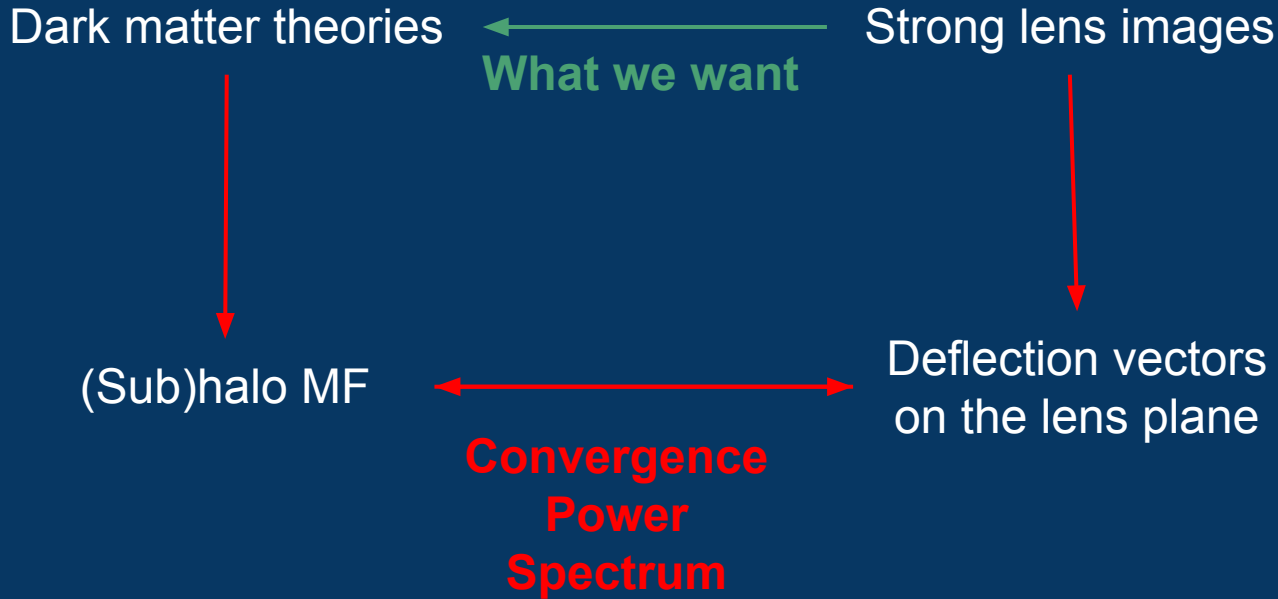 Dark matter theories
Strong lens images
What we want
(Sub)halo MF
Deflection vectors
on the lens plane
Convergence
Power
Spectrum